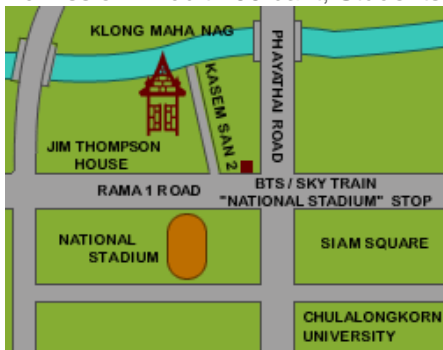 KLONG MAHA NAG
PHAYATHAI ROAD
KASEM SAN 2
JIM THOMPSON
HOUSE
RAMA 1 ROAD
BTS / SKY TRAIN
"NATIONAL STADIUM" STOP
NATIONAL
STADIUM
SIAM SQUARE
CHULALONGKORN
UNIVERSITY